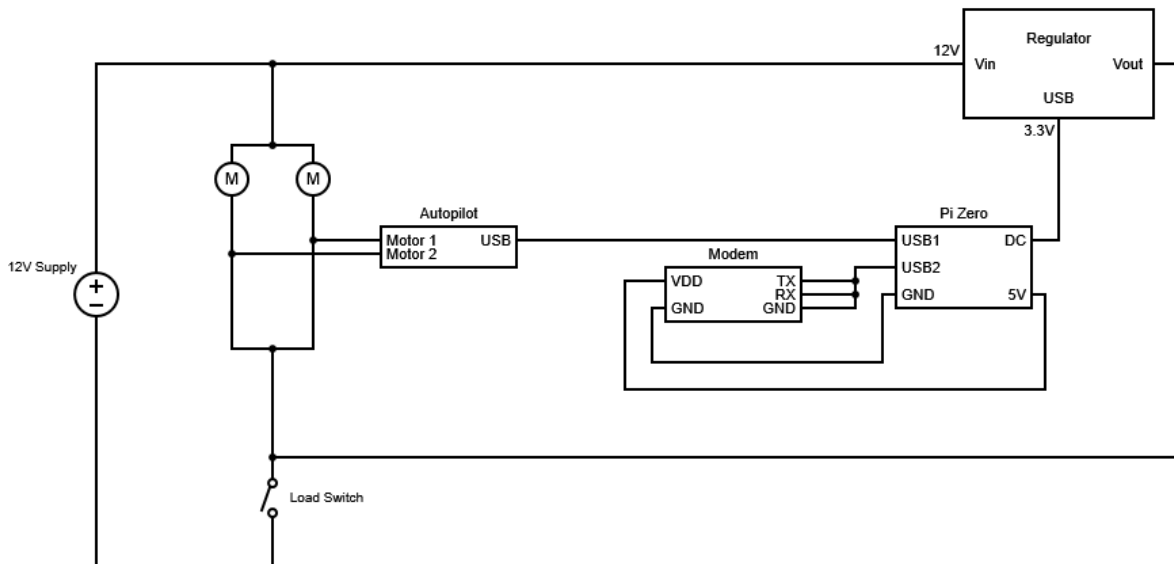 Regulator
12V
Vin
Vout
USB
3.3V
M
M
Autopilot
Motor 1
USB
Motor 2
Pi Zero
USB1
DC
USB2
GND
5V
Modem
VDD
TX
RX
GND
GND
12V Supply
+
−
Load Switch